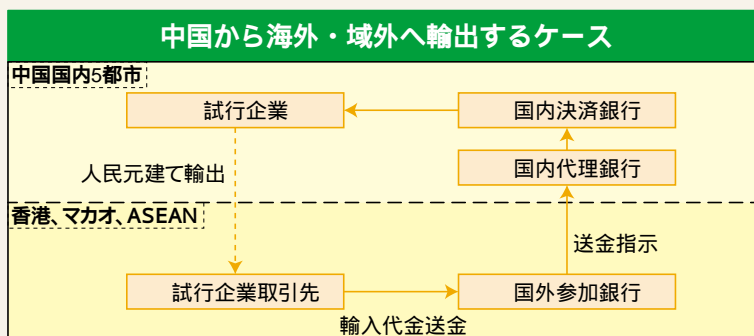 中国から海外・域外へ輸出するケース
中国国内5都市
試行企業
国内決済銀行
国内代理銀行
人民元建て輸出
香港、マカオ、ASEAN
送金指示
試行企業取引先
国外参加銀行
輸入代金送金